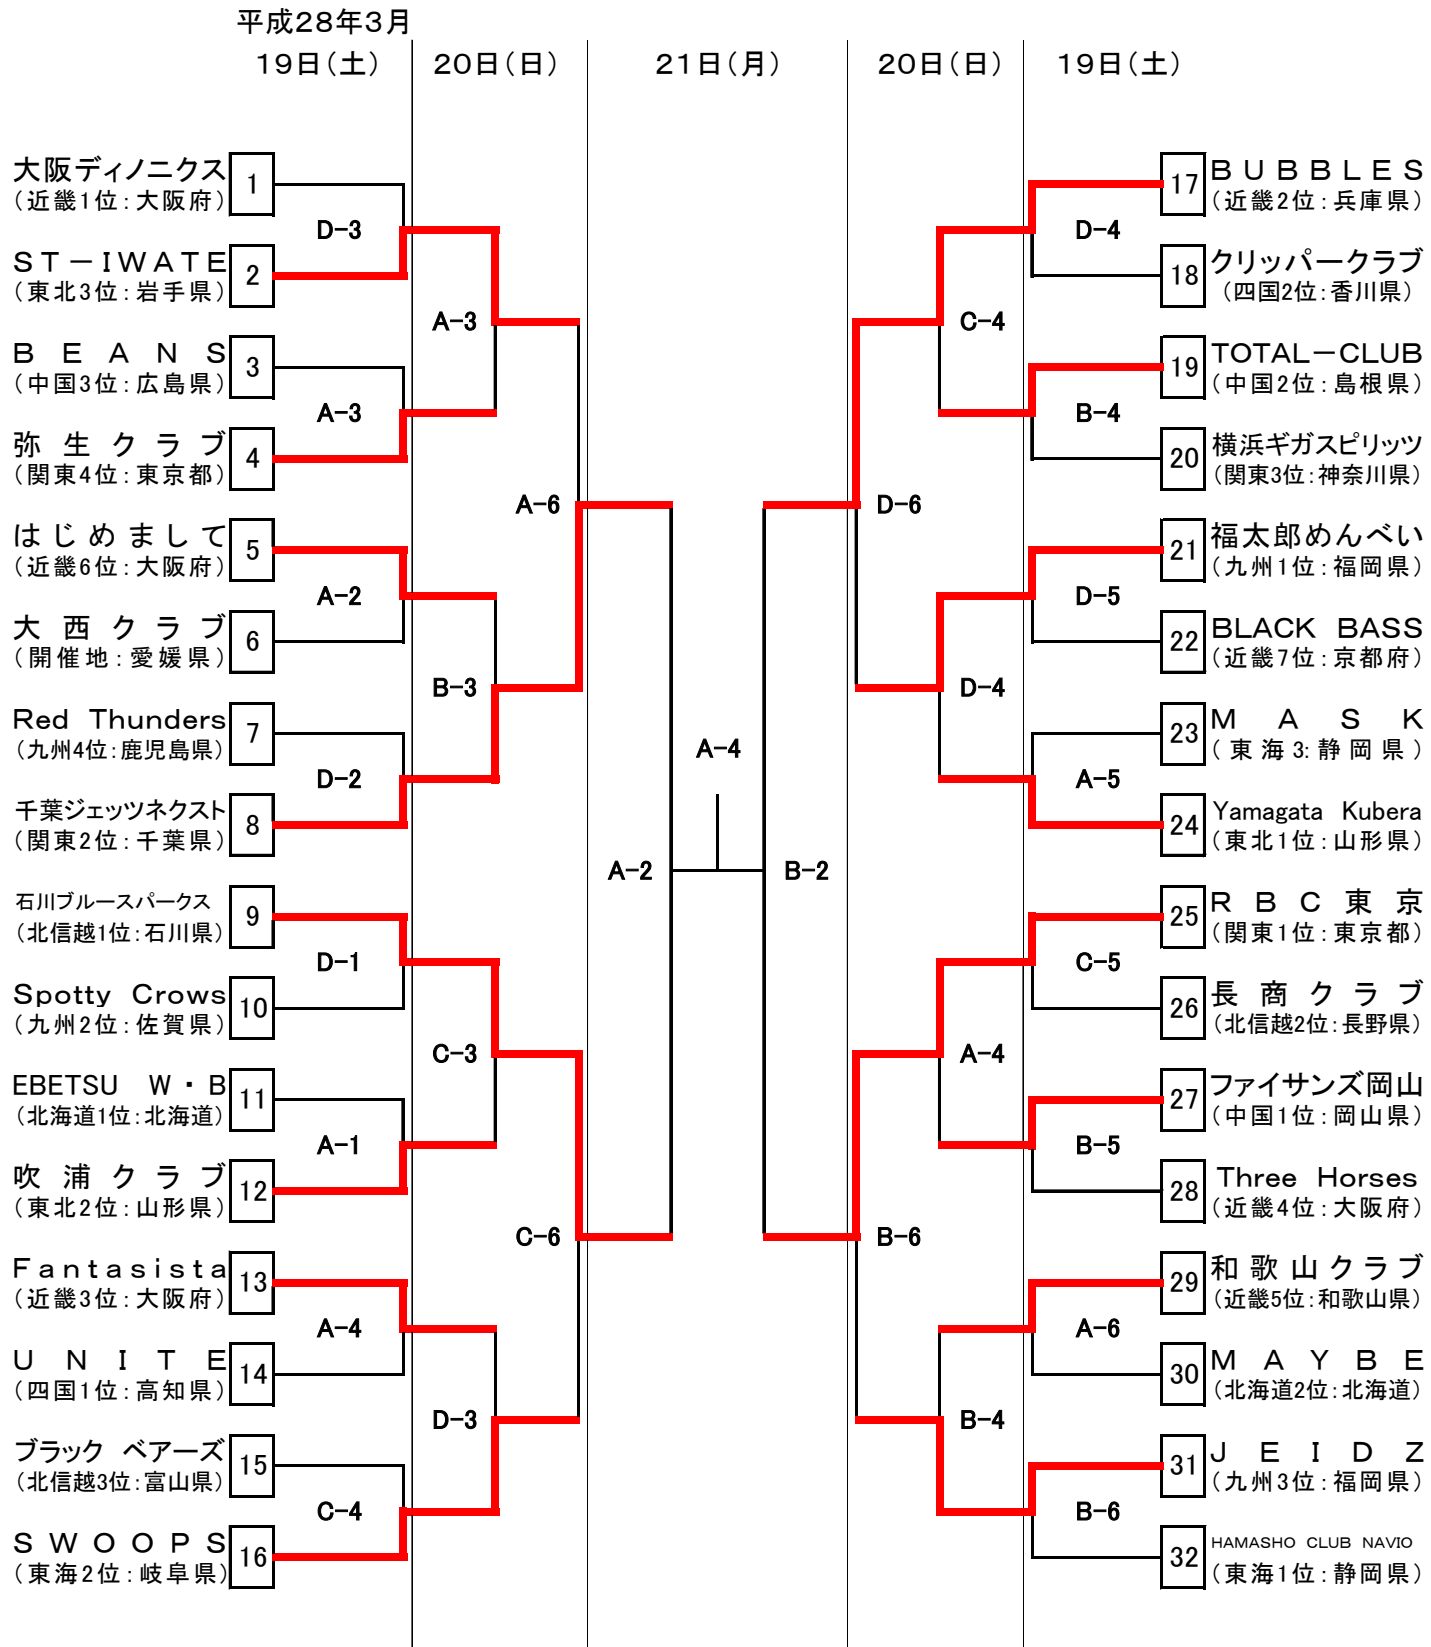 平成28年3月
19日(土)
20日(日)
21日(月)
20日(日)
19日(土)
大阪ディノニクス
(近畿1位:大阪府)
1
D-3
ST-IWATE
(東北3位:岩手県)
2
A-3
BEANS
(中国3位:広島県)
3
A-3
弥生クラブ
(関東4位:東京都)
4
A-6
はじめまして
(近畿6位:大阪府)
5
A-2
大西クラブ
(開催地:愛媛県)
6
B-3
Red Thunders
(九州4位:鹿児島県)
7
D-2
千葉ジェッツネクスト
(関東2位:千葉県)
8
A-2
石川ブルースパークス
(北信越1位:石川県)
9
D-1
Spotty Crows
(九州2位:佐賀県)
10
C-3
EBETSU W・B
(北海道1位:北海道)
11
A-1
吹浦クラブ
(東北2位:山形県)
12
C-6
Fantasista
(近畿3位:大阪府)
13
A-4
UNITE
(四国1位:高知県)
14
D-3
ブラック ベアーズ
(北信越3位:富山県)
15
C-4
SWOOPS
(東海2位:岐阜県)
16
A-4
17
BUBBLES
(近畿2位:兵庫県)
D-4
18
クリッパークラブ
(四国2位:香川県)
C-4
19
TOTAL-CLUB
(中国2位:島根県)
B-4
20
横浜ギガスピリッツ
(関東3位:神奈川県)
D-6
21
福太郎めんべい
(九州1位:福岡県)
D-5
22
BLACK BASS
(近畿7位:京都府)
D-4
23
MASK
(東海3:静岡県)
A-5
24
Yamagata Kubera
(東北1位:山形県)
B-2
25
RBC東京
(関東1位:東京都)
C-5
26
長商クラブ
(北信越2位:長野県)
A-4
27
ファイサンズ岡山
(中国1位:岡山県)
B-5
28
Three Horses
(近畿4位:大阪府)
B-6
29
和歌山クラブ
(近畿5位:和歌山県)
A-6
30
MAYBE
(北海道2位:北海道)
B-4
31
JEIDZ
(九州3位:福岡県)
B-6
32
HAMASHO CLUB NAVIO
(東海1位:静岡県)